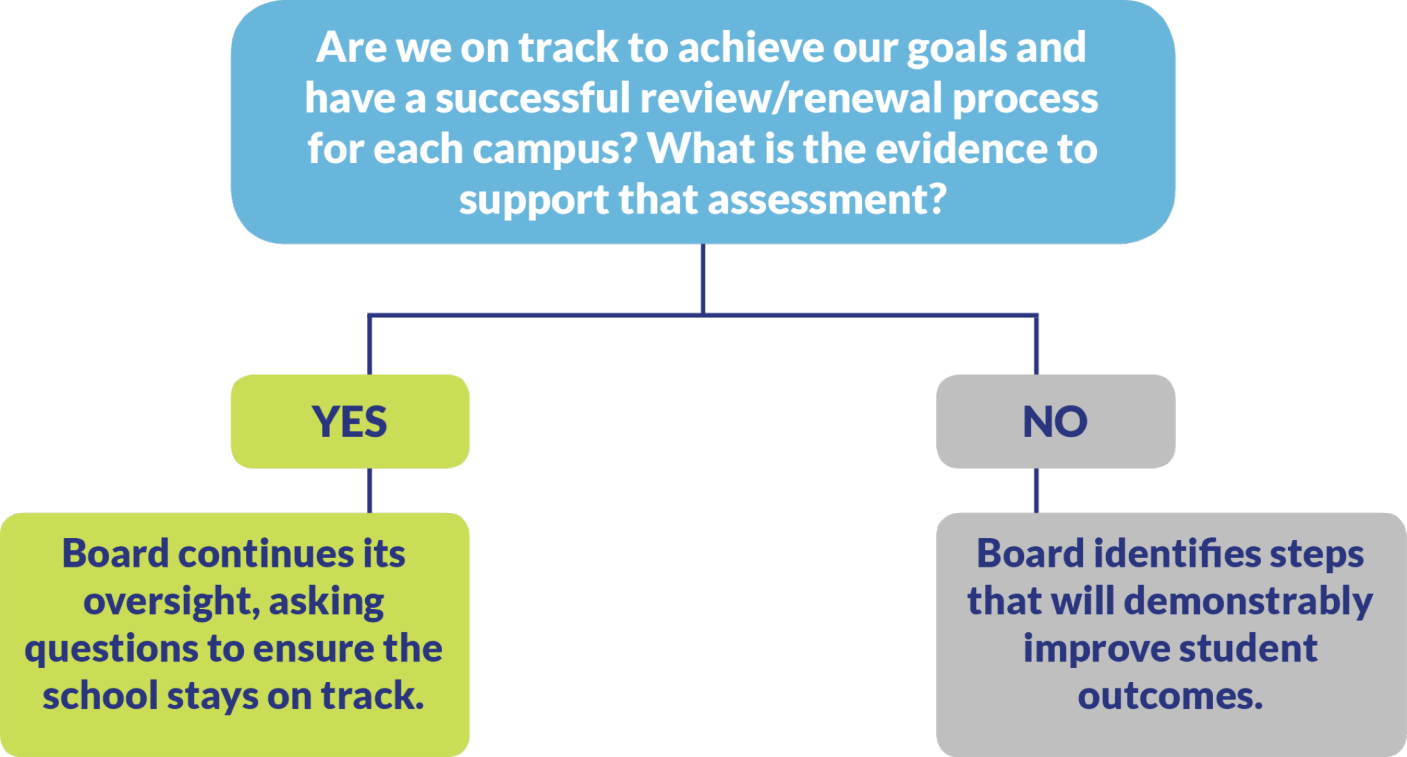 Are we on track to achieve our goals and
have a successful review/renewal process
for each campus? What is the evidence to
support that assessment?
YES
NO
Board continues its
oversight, asking
questions to ensure the
school stays on track.
Board identifies steps
that will demonstrably
improve student
outcomes.